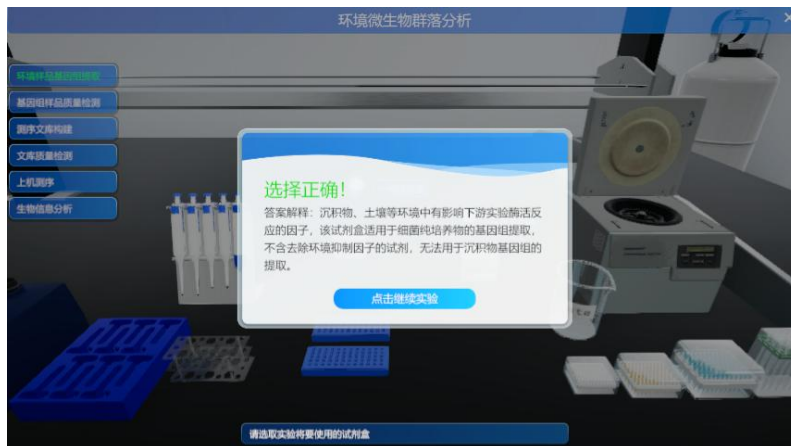 环境微生物群落分析
环境样品基因组提取
基因组样品质量检测
测序文库构建
文库质量检测
上机测序
生物信息分析
选择正确！
答案解释：沉积物、土壤等环境中有影响下游实验酶活反
应的因子，该试剂盒适用于细菌纯培养物的基因组提取，
不含去除环境抑制因子的试剂，无法用于沉积物基因组的
提取。
点击继续实验
请选取实验将要使用的试剂盒